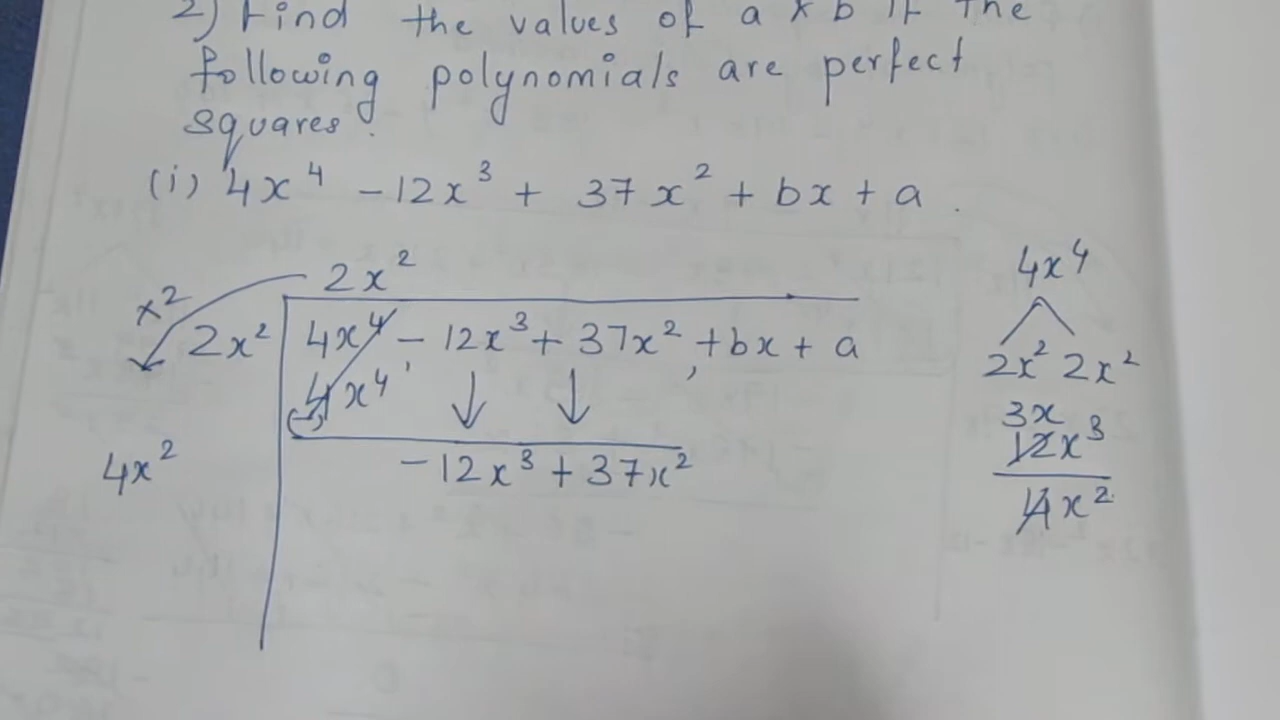 2) Find the values of a & b if the
following polynomials are perfect
squares.
(i) 4x⁴ - 12x³ + 37x² + bx + a .
2x²
×2
2x² 4x⁴ - 12x³ + 37x² + bx + a
4x⁴
(-)
4x² -12x³ + 37x²
4x⁴
2x² 2x²
3x
12x³
4x²